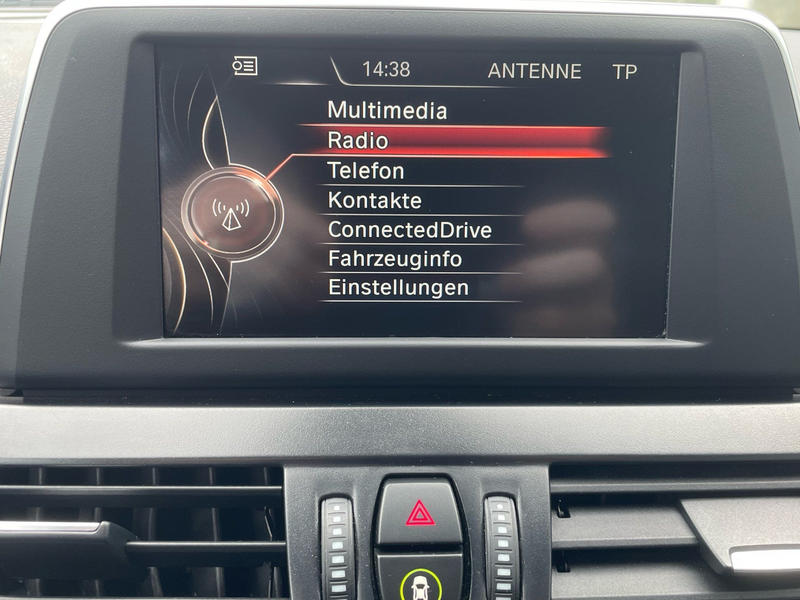 14:38 ANTENNE TP
Multimedia
Radio
Telefon
Kontakte
ConnectedDrive
Fahrzeuginfo
Einstellungen